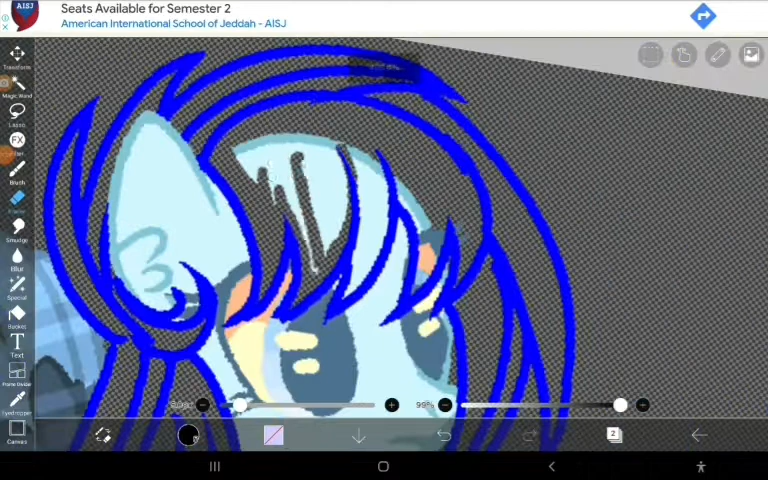 AISJ
Seats Available for Semester 2
American International School of Jeddah - AISJ
Transform
Magic Wand
Lasso
FX
Filter
Brush
Eraser
Smudge
Blur
Special
Bucket
T
Text
Frame Divider
Eyedropper
Canvas
99%
2